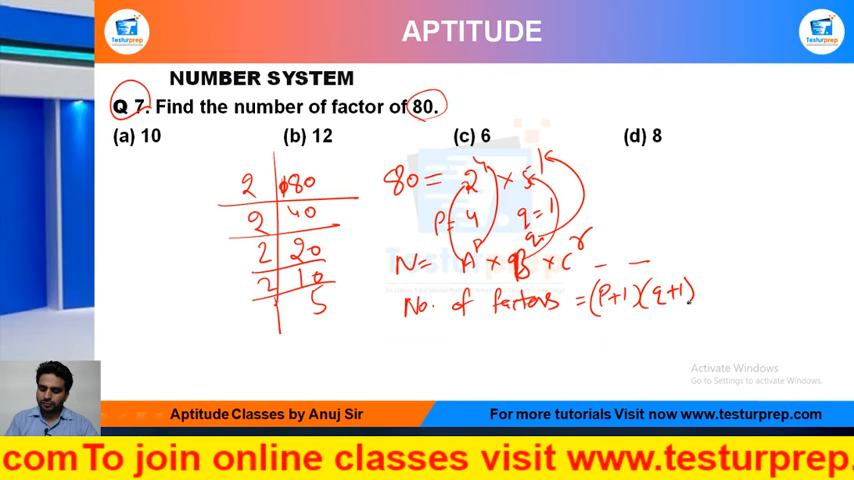 Testurprep
APTITUDE
Testurprep
NUMBER SYSTEM
Q 7. Find the number of factor of 80.
(a) 10 (b) 12 (c) 6 (d) 8
2 80
2 40
2 20
2 10
5
80 = 2⁴ × 5¹
P = 4 q = 1
N = A^P × B^q × C^r _ _
No. of factors = (P+1)(q+1)
Activate Windows
Go to Settings to activate Windows.
Aptitude Classes by Anuj Sir For more tutorials Visit now www.testurprep.com
com To join online classes visit www.testurprep.